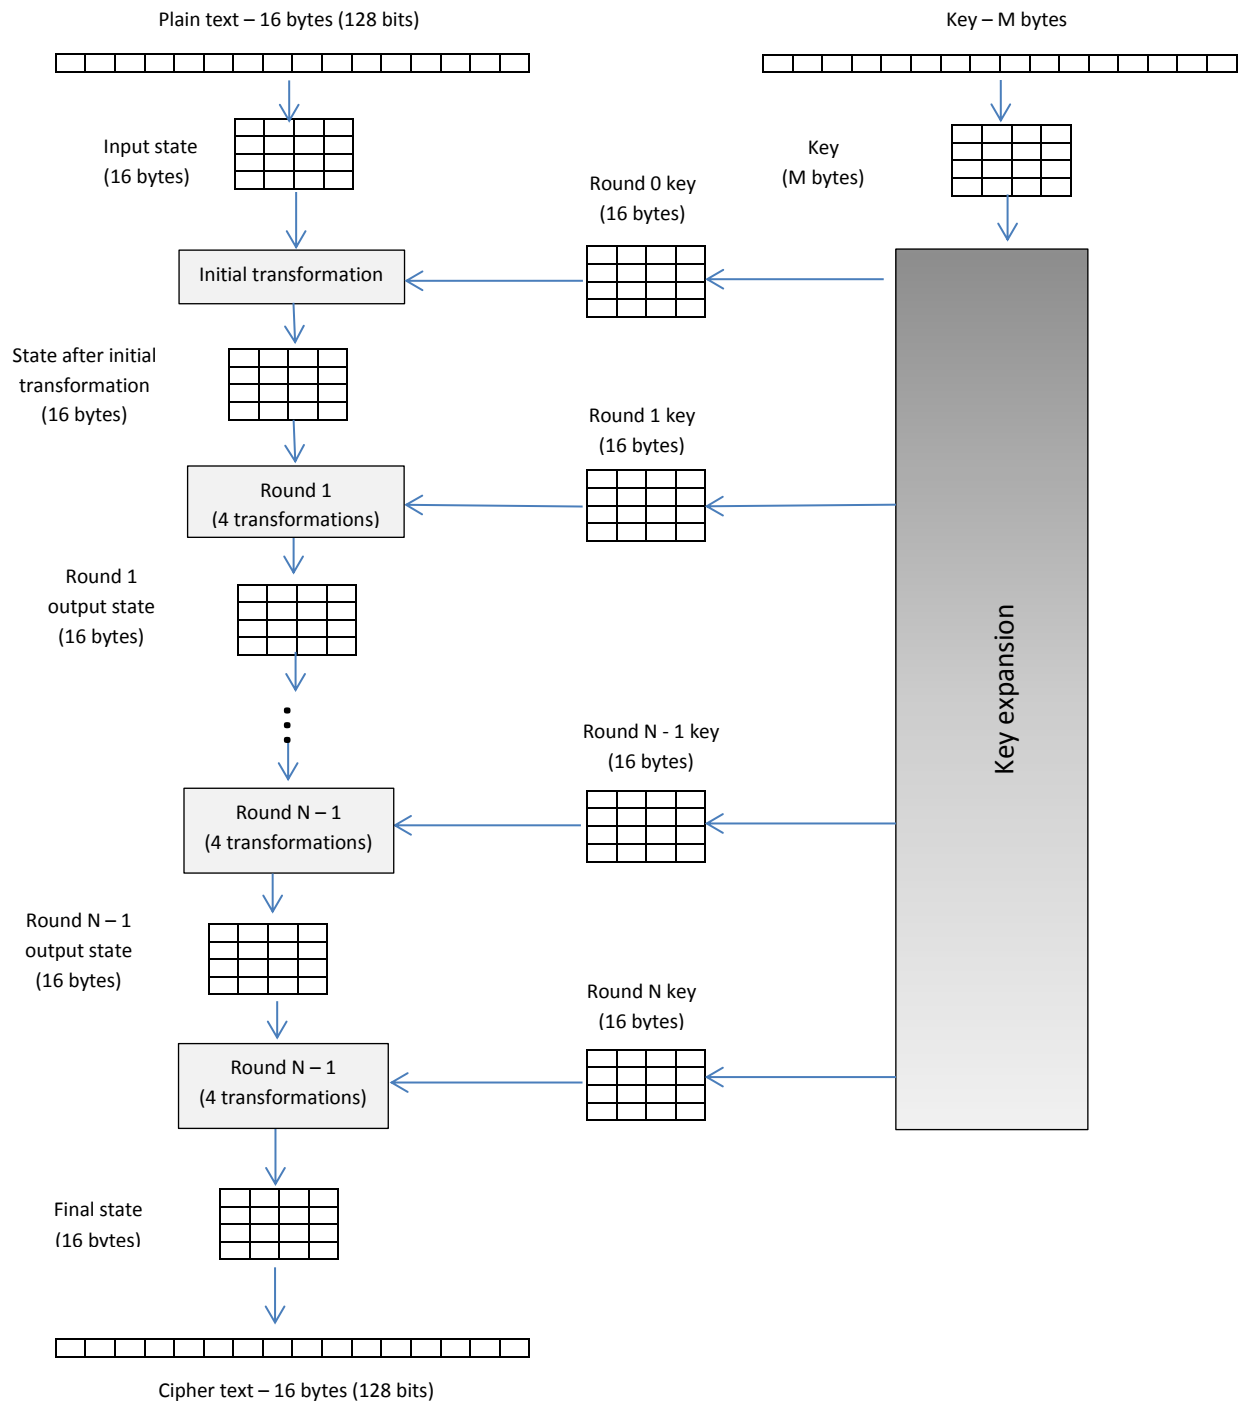 Plain text – 16 bytes (128 bits)
Key – M bytes
Input state
(16 bytes)
Key
(M bytes)
Round 0 key
(16 bytes)
Initial transformation
State after initial
transformation
(16 bytes)
Round 1 key
(16 bytes)
Round 1
(4 transformations)
Round 1
output state
(16 bytes)
Key expansion
Round N - 1 key
(16 bytes)
Round N – 1
(4 transformations)
Round N – 1
output state
(16 bytes)
Round N key
(16 bytes)
Round N – 1
(4 transformations)
Final state
(16 bytes)
Cipher text – 16 bytes (128 bits)